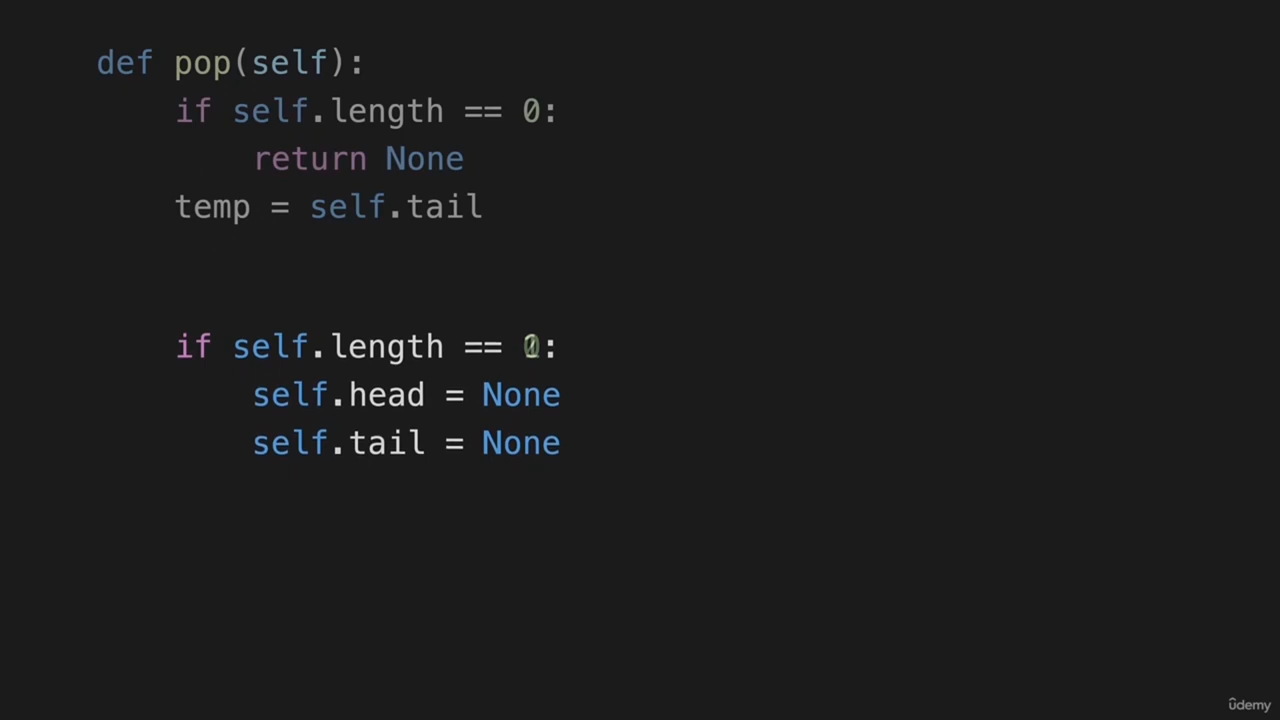 def pop(self):
    if self.length == 0:
        return None
    temp = self.tail
    if self.length == :
        self.head = None
        self.tail = None
ûdemy